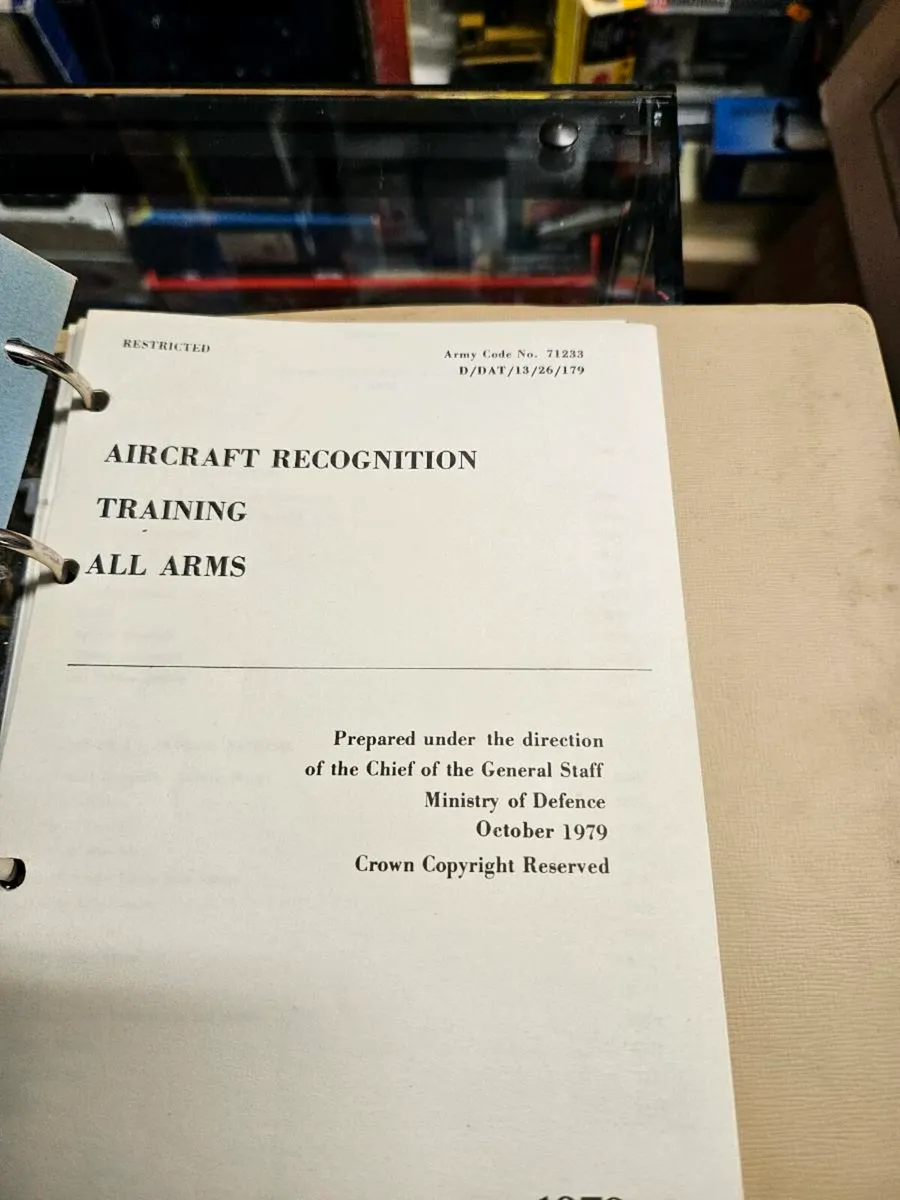 RESTRICTED
Army Code No. 71233
D/DAT/13/26/179
AIRCRAFT RECOGNITION
TRAINING
ALL ARMS
Prepared under the direction
of the Chief of the General Staff
Ministry of Defence
October 1979
Crown Copyright Reserved